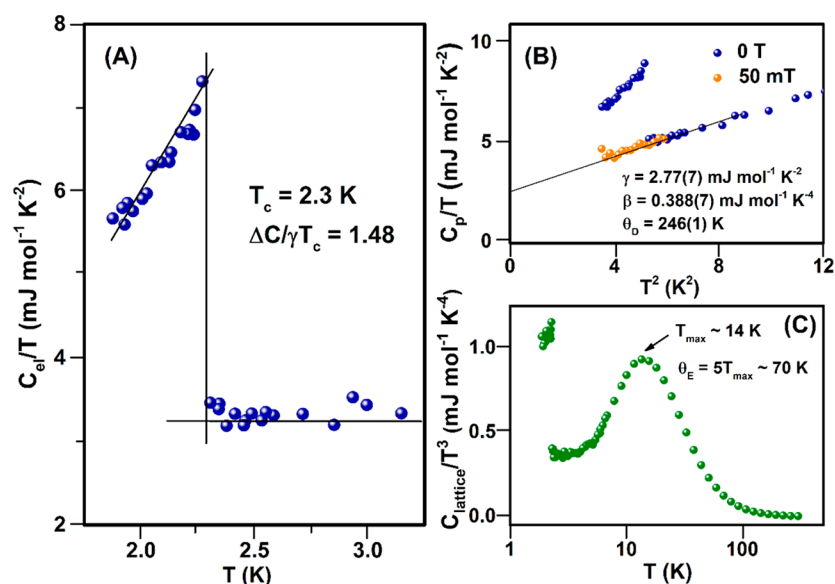 (A)
8
6
4
2
C_el/T (mJ mol⁻¹ K⁻²)
T_c = 2.3 K
ΔC/γT_c = 1.48
2.0 2.5 3.0
T (K)
(B)
0 T
50 mT
10
5
0
C_p/T (mJ mol⁻¹ K⁻²)
γ = 2.77(7) mJ mol⁻¹ K⁻²
β = 0.388(7) mJ mol⁻¹ K⁻⁴
θ_D = 246(1) K
0 4 8 12
T² (K²)
(C)
1.0
0.5
0.0
C_lattice/T³ (mJ mol⁻¹ K⁻⁴)
T_max ~ 14 K
θ_E = 5T_max ~ 70 K
1 10 100
T (K)